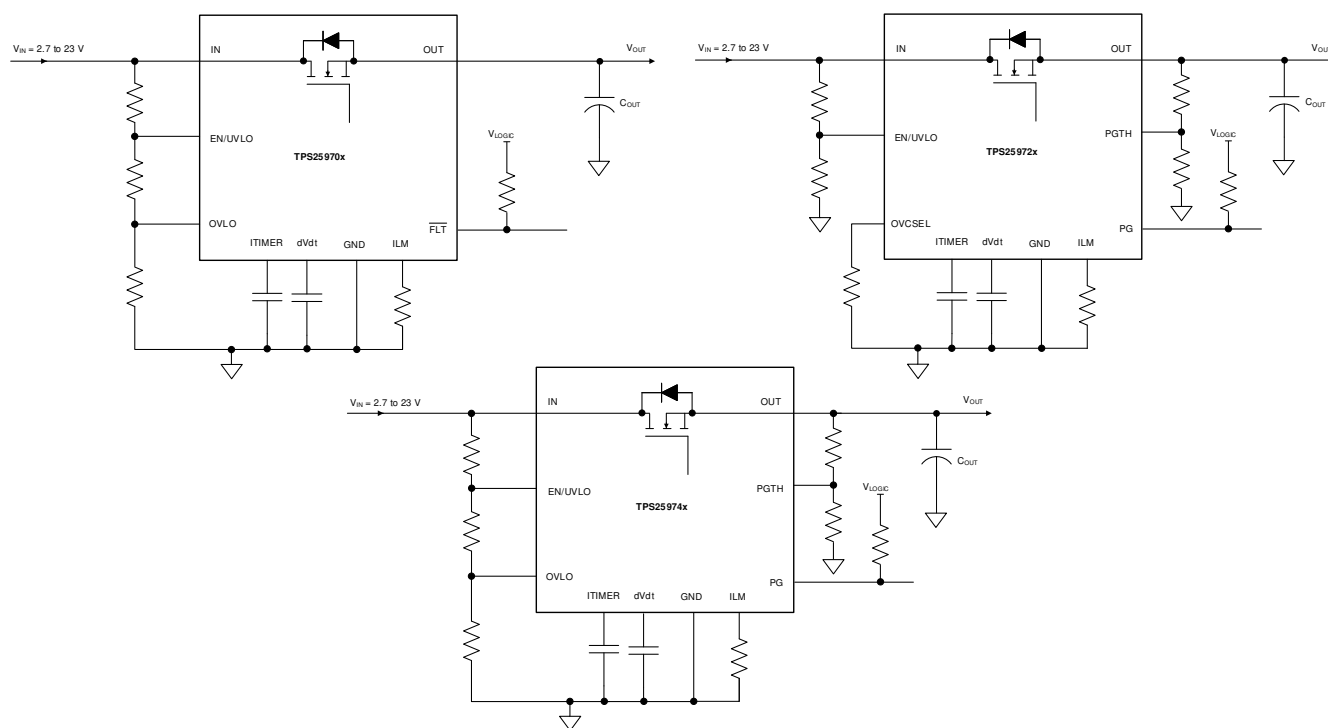 V_IN = 2.7 to 23 V
IN
OUT
V_OUT
C_OUT
EN/UVLO
V_LOGIC
TPS25970x
OVLO
FLT
ITIMER
dVdt
GND
ILM
V_IN = 2.7 to 23 V
IN
OUT
V_OUT
C_OUT
EN/UVLO
PGTH
V_LOGIC
TPS25972x
OVCSEL
PG
ITIMER
dVdt
GND
ILM
V_IN = 2.7 to 23 V
IN
OUT
V_OUT
C_OUT
EN/UVLO
PGTH
V_LOGIC
TPS25974x
OVLO
PG
ITIMER
dVdt
GND
ILM